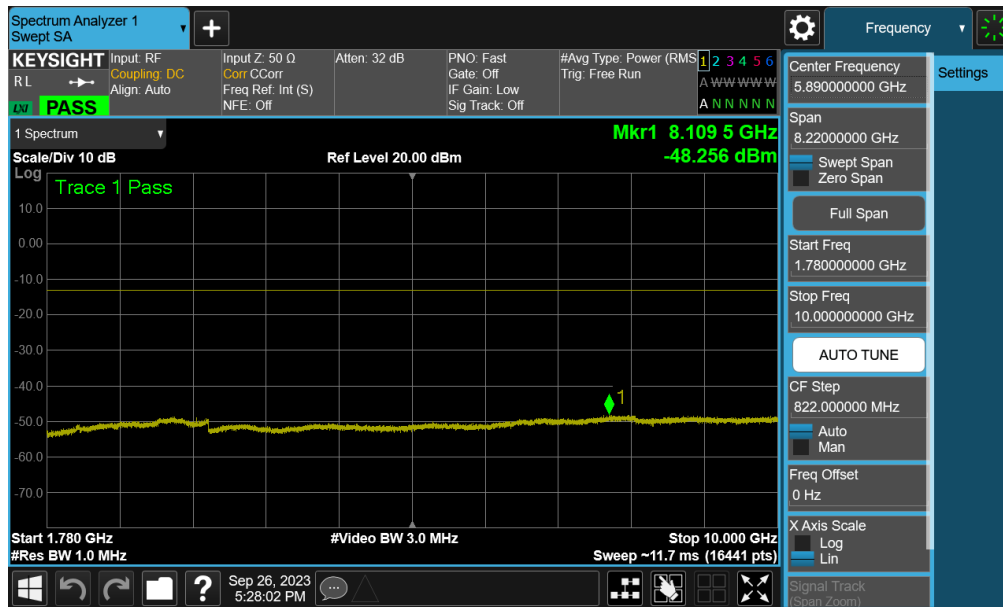 Spectrum Analyzer 1
Swept SA
Frequency
KEYSIGHT
RL
LXI
PASS
Input: RF
Coupling: DC
Align: Auto
Input Z: 50 Ω
Corr CCorr
Freq Ref: Int (S)
NFE: Off
Atten: 32 dB
PNO: Fast
Gate: Off
IF Gain: Low
Sig Track: Off
#Avg Type: Power (RMS
Trig: Free Run
1 2 3 4 5 6
A W W W W W
A N N N N N
1 Spectrum
Scale/Div 10 dB
Ref Level 20.00 dBm
Mkr1 8.109 5 GHz
-48.256 dBm
Log
Trace 1 Pass
10.0
0.00
-10.0
-20.0
-30.0
-40.0
1
-50.0
-60.0
-70.0
Start 1.780 GHz
#Video BW 3.0 MHz
Stop 10.000 GHz
#Res BW 1.0 MHz
Sweep ~11.7 ms (16441 pts)
Center Frequency
5.890000000 GHz
Settings
Span
8.22000000 GHz
Swept Span
Zero Span
Full Span
Start Freq
1.780000000 GHz
Stop Freq
10.000000000 GHz
AUTO TUNE
CF Step
822.000000 MHz
Auto
Man
Freq Offset
0 Hz
X Axis Scale
Log
Lin
Signal Track
(Span Zoom)
?
Sep 26, 2023
5:28:02 PM